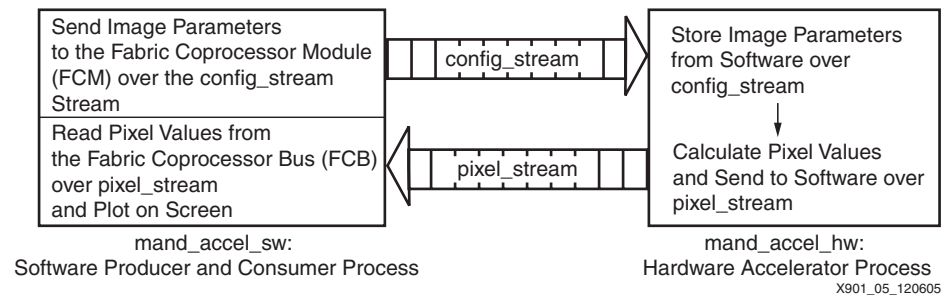 Send Image Parameters
to the Fabric Coprocessor Module
(FCM) over the config_stream
Stream
Read Pixel Values from
the Fabric Coprocessor Bus (FCB)
over pixel_stream
and Plot on Screen
config_stream
pixel_stream
Store Image Parameters
from Software over
config_stream
Calculate Pixel Values
and Send to Software over
pixel_stream
mand_accel_sw:
Software Producer and Consumer Process
mand_accel_hw:
Hardware Accelerator Process
X901_05_120605